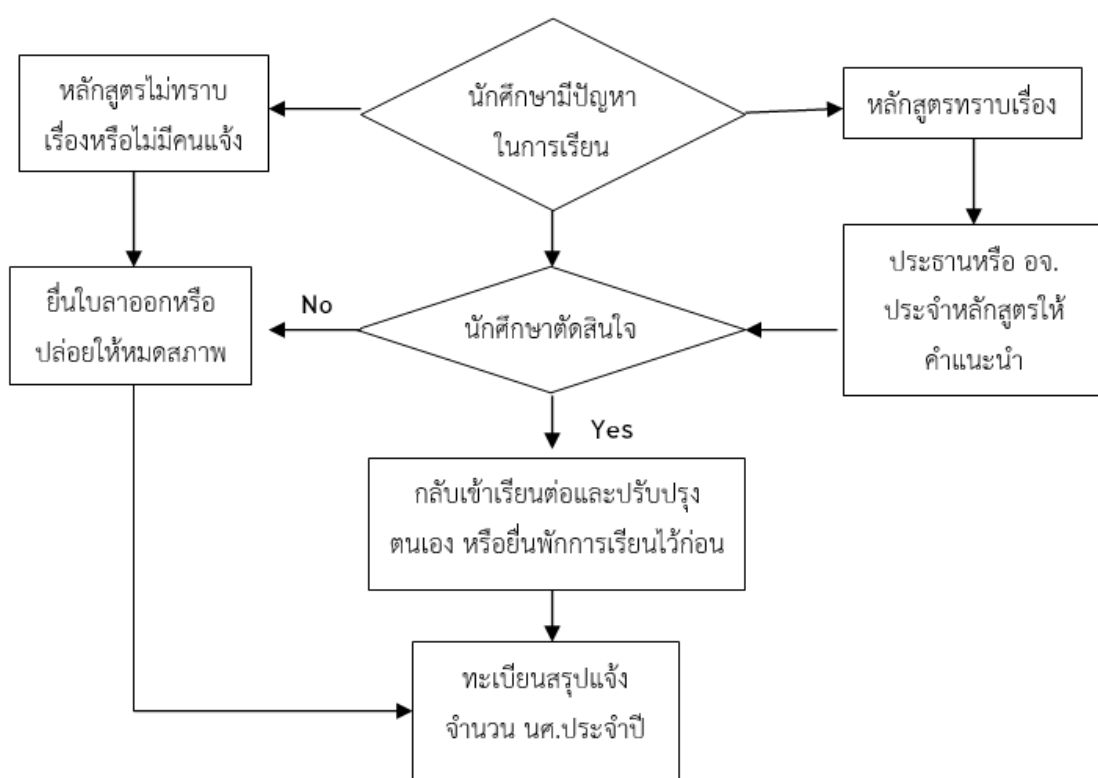 นักศึกษามีปัญหา
ในการเรียน
หลักสูตรไม่ทราบ
เรื่องหรือไม่มีคนแจ้ง
หลักสูตรทราบเรื่อง
ยื่นใบลาออกหรือ
ปล่อยให้หมดสภาพ
No
นักศึกษาตัดสินใจ
ประธานหรือ อจ.
ประจำหลักสูตรให้
คำแนะนำ
Yes
กลับเข้าเรียนต่อและปรับปรุง
ตนเอง หรือยื่นพักการเรียนไว้ก่อน
ทะเบียนสรุปแจ้ง
จำนวน นศ.ประจำปี